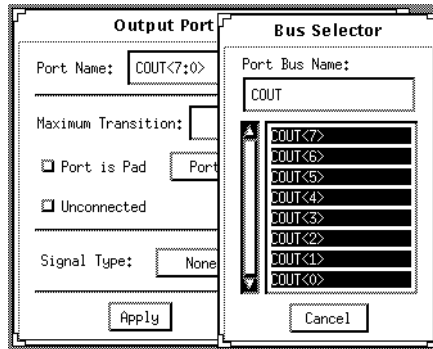 Output Port
Port Name: COUT<7:0>
Maximum Transition:
Port is Pad Port
Unconnected
Signal Type: None
Apply
Bus Selector
Port Bus Name:
COUT
COUT<7>
COUT<6>
COUT<5>
COUT<4>
COUT<3>
COUT<2>
COUT<1>
COUT<0>
Cancel